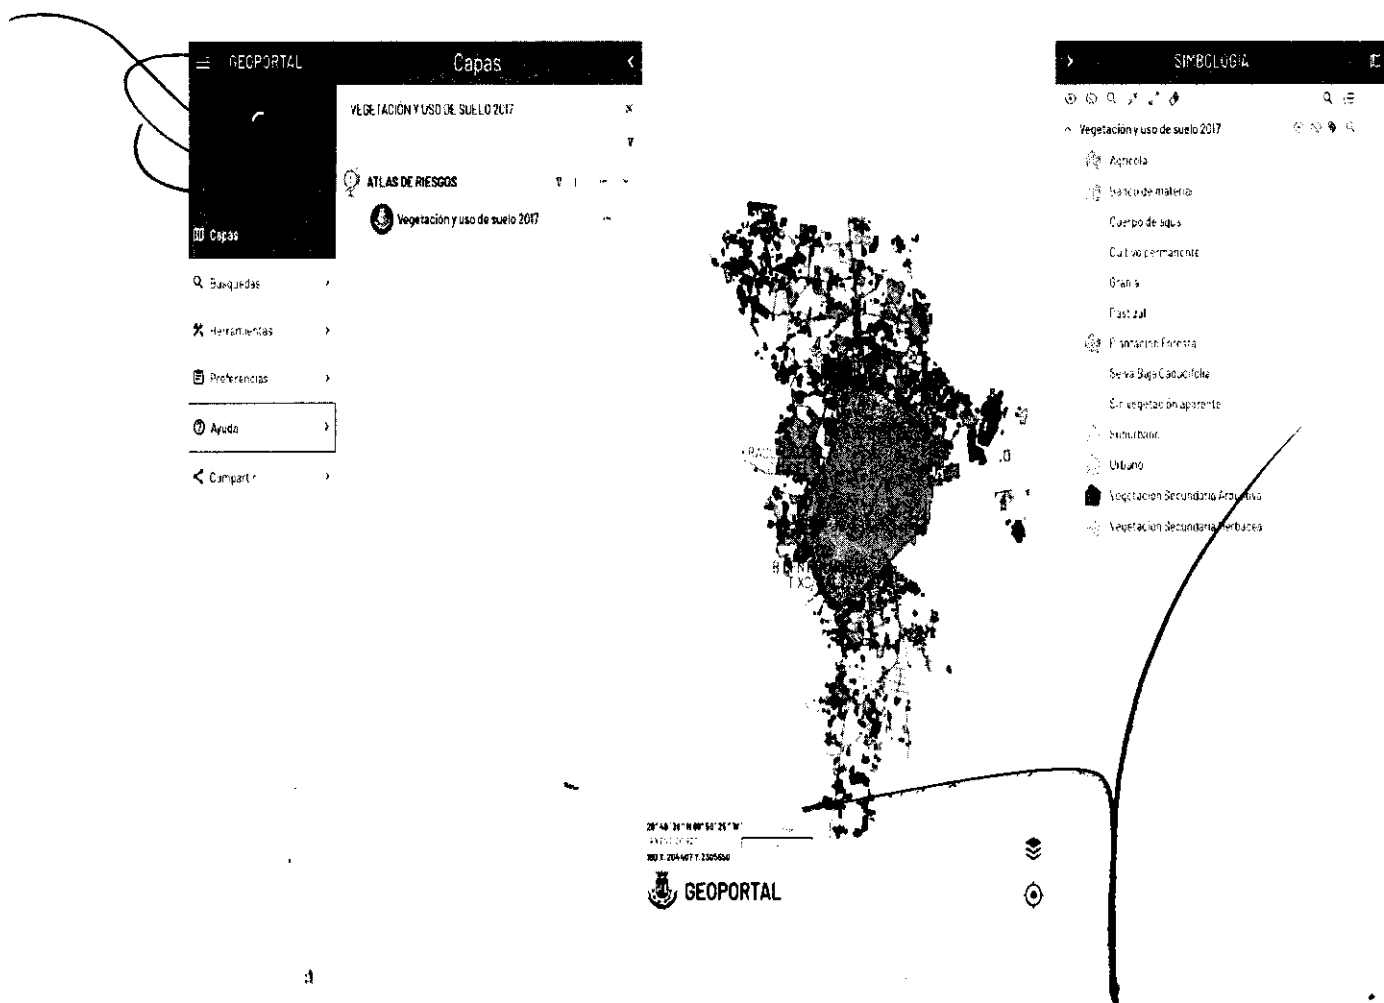 GEOPORTAL
Capas
VEGETACIÓN Y USO DE SUELO 2017
ATLAS DE RIESGOS
Vegetación y uso de suelo 2017
Capas
Búsquedas
Herramientas
Preferencias
Ayuda
Compartir
SIMBOLOGÍA
Vegetación y uso de suelo 2017
Agrícola
Banco de material
Cuerpo de agua
Cultivo permanente
Granja
Pastizal
Plantación Forestal
Selva Baja Caducifolia
Sin vegetación aparente
Suburbano
Urbano
Vegetación Secundaria Arbustiva
Vegetación Secundaria Herbacea
GEOPORTAL